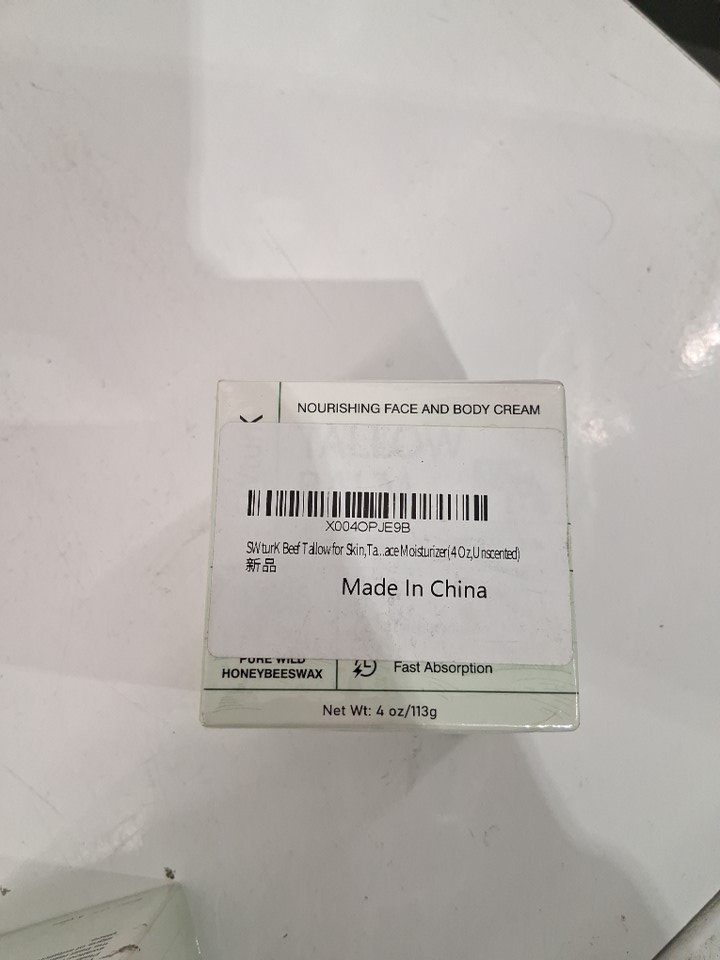 NOURISHING FACE AND BODY CREAM
X004OPJE9B
SWturK Beef Tallow for Skin,Ta...ace Moisturizer(4 Oz,Unscented)
新品
Made In China
PURE WILD
HONEYBEESWAX
Fast Absorption
Net Wt: 4 oz/113g